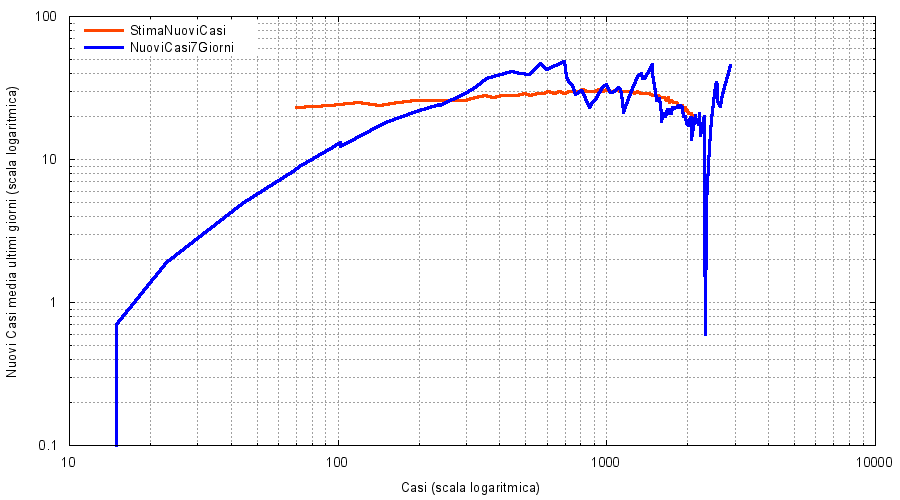 100
StimaNuoviCasi
NuoviCasi7Giorni
10
1
0.1
Nuovi Casi media ultimi giorni (scala logaritmica)
10
100
1000
10000
Casi (scala logaritmica)